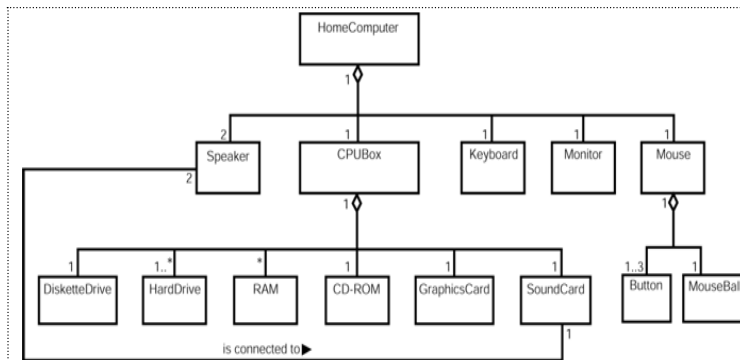 HomeComputer
1
2
1
1
1
1
Speaker
CPUBox
Keyboard
Monitor
Mouse
2
1
1
1
1..*
*
1
1
1
1..3
1
DisketteDrive
HardDrive
RAM
CD-ROM
GraphicsCard
SoundCard
Button
MouseBall
1
is connected to▶